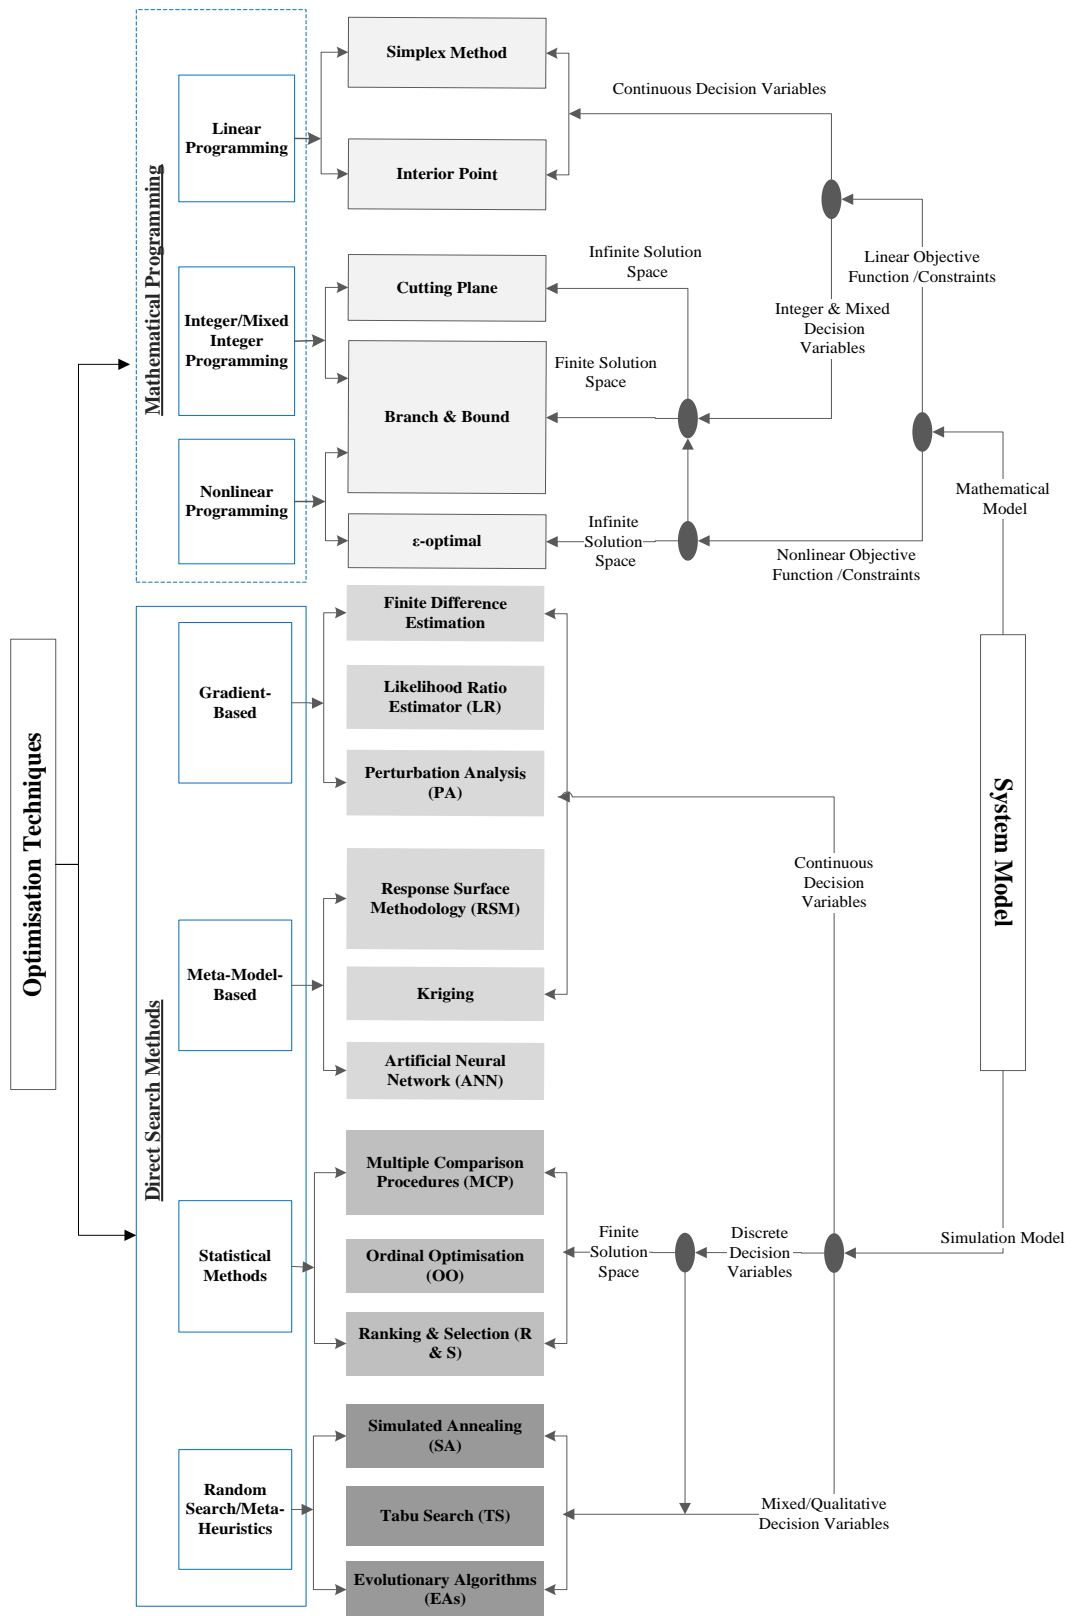 Optimisation Techniques
Mathematical Programming
Linear
Programming
Integer/Mixed
Integer
Programming
Nonlinear
Programming
Simplex Method
Interior Point
Cutting Plane
Branch & Bound
ε-optimal
Continuous Decision Variables
Infinite Solution
Space
Finite Solution
Space
Infinite
Solution
Space
Integer & Mixed
Decision
Variables
Linear Objective
Function /Constraints
Nonlinear Objective
Function /Constraints
Mathematical
Model
System Model
Direct Search Methods
Gradient-
Based
Meta-Model-
Based
Statistical
Methods
Random
Search/Meta-
Heuristics
Finite Difference
Estimation
Likelihood Ratio
Estimator (LR)
Perturbation Analysis
(PA)
Response Surface
Methodology (RSM)
Kriging
Artificial Neural
Network (ANN)
Multiple Comparison
Procedures (MCP)
Ordinal Optimisation
(OO)
Ranking & Selection (R
& S)
Simulated Annealing
(SA)
Tabu Search (TS)
Evolutionary Algorithms
(EAs)
Continuous
Decision
Variables
Finite
Solution
Space
Discrete
Decision
Variables
Simulation Model
Mixed/Qualitative
Decision Variables